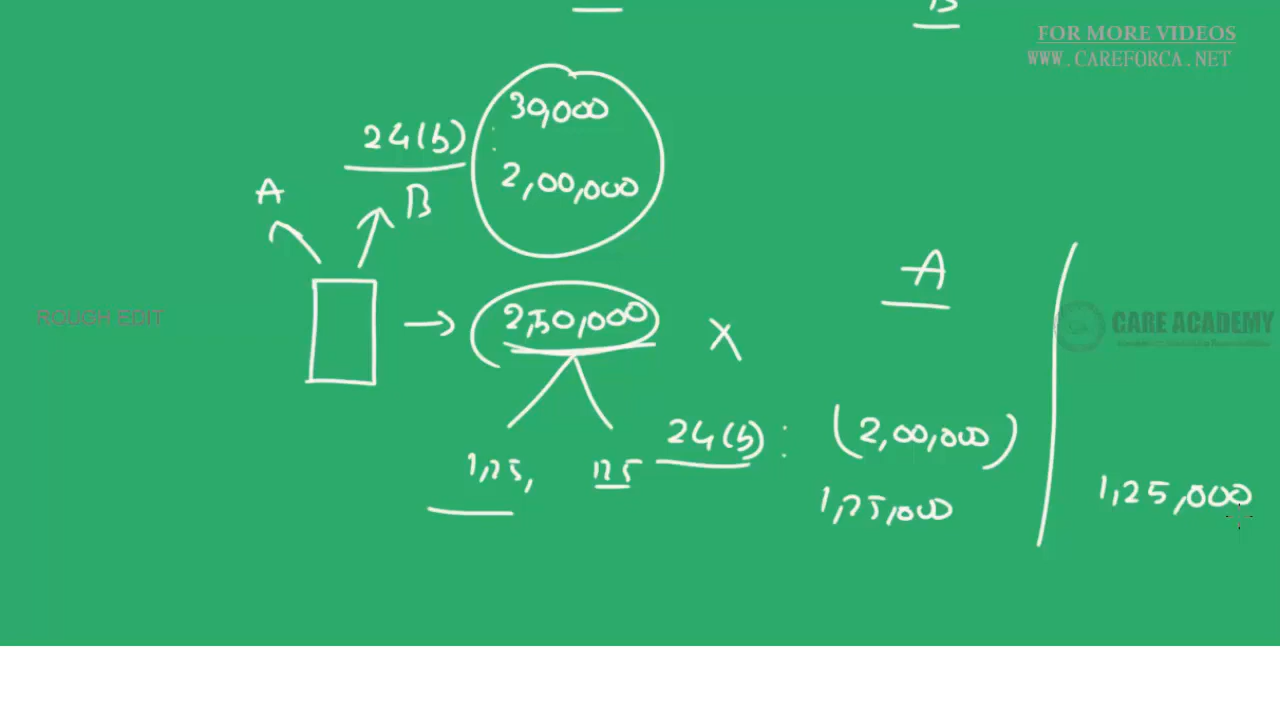 B
FOR MORE VIDEOS
WWW.CAREFORCA.NET
30,000
24(b)
2,00,000
A
B
A
2,50,000
X
ROUGH EDIT
CARE ACADEMY
24(b) : (2,00,000)
1,25, 125
1,25,000
1,25,000